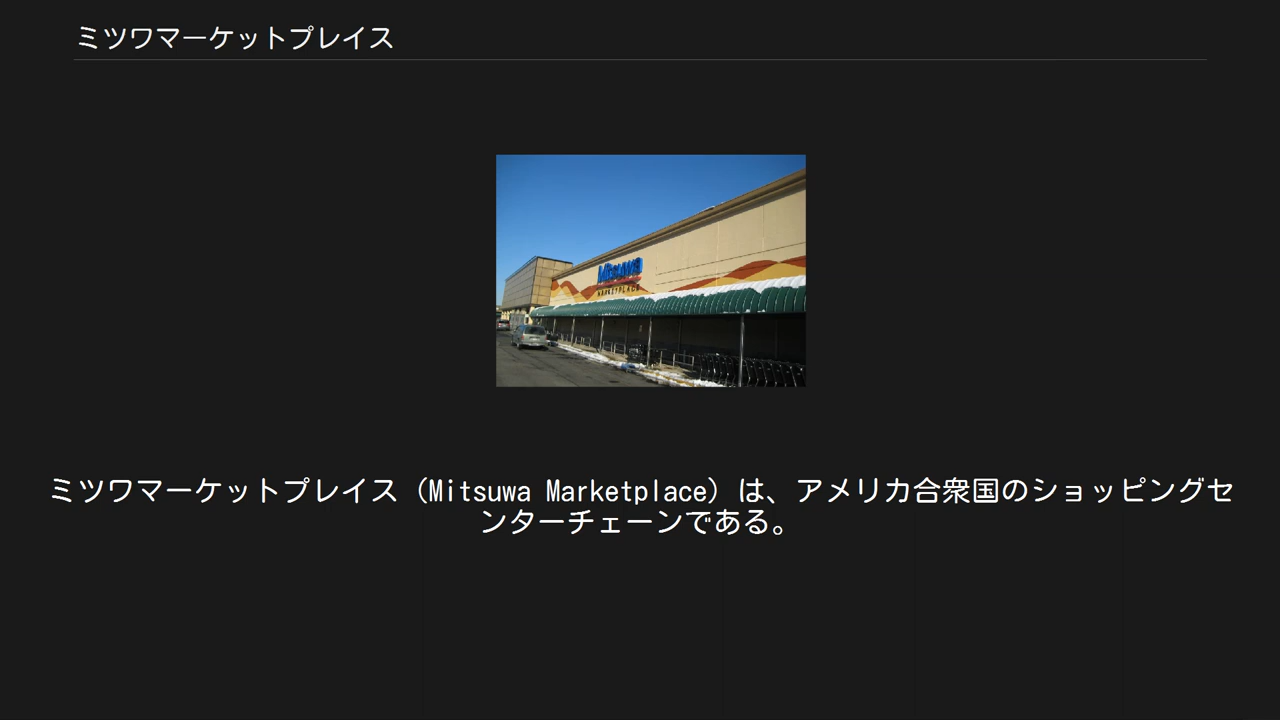 ミツワマーケットプレイス
Mitsuwa
MARKETPLACE
ミツワマーケットプレイス（Mitsuwa Marketplace）は、アメリカ合衆国のショッピングセ
ンターチェーンである。